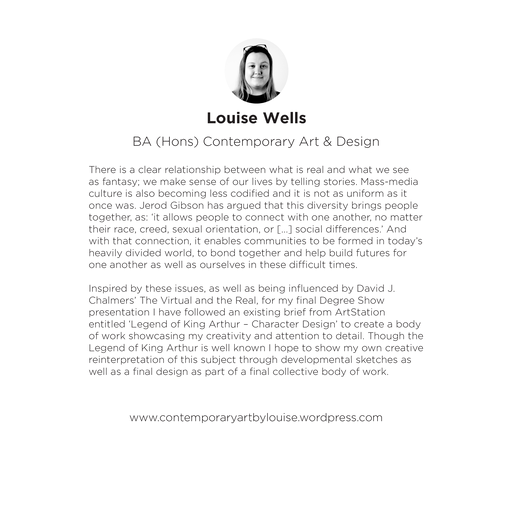 Louise Wells
BA (Hons) Contemporary Art & Design
There is a clear relationship between what is real and what we see
as fantasy; we make sense of our lives by telling stories. Mass-media
culture is also becoming less codified and it is not as uniform as it
once was. Jerod Gibson has argued that this diversity brings people
together, as: 'it allows people to connect with one another, no matter
their race, creed, sexual orientation, or [...] social differences.' And
with that connection, it enables communities to be formed in today's
heavily divided world, to bond together and help build futures for
one another as well as ourselves in these difficult times.
Inspired by these issues, as well as being influenced by David J.
Chalmers' The Virtual and the Real, for my final Degree Show
presentation I have followed an existing brief from ArtStation
entitled 'Legend of King Arthur – Character Design' to create a body
of work showcasing my creativity and attention to detail. Though the
Legend of King Arthur is well known I hope to show my own creative
reinterpretation of this subject through developmental sketches as
well as a final design as part of a final collective body of work.
www.contemporaryartbylouise.wordpress.com